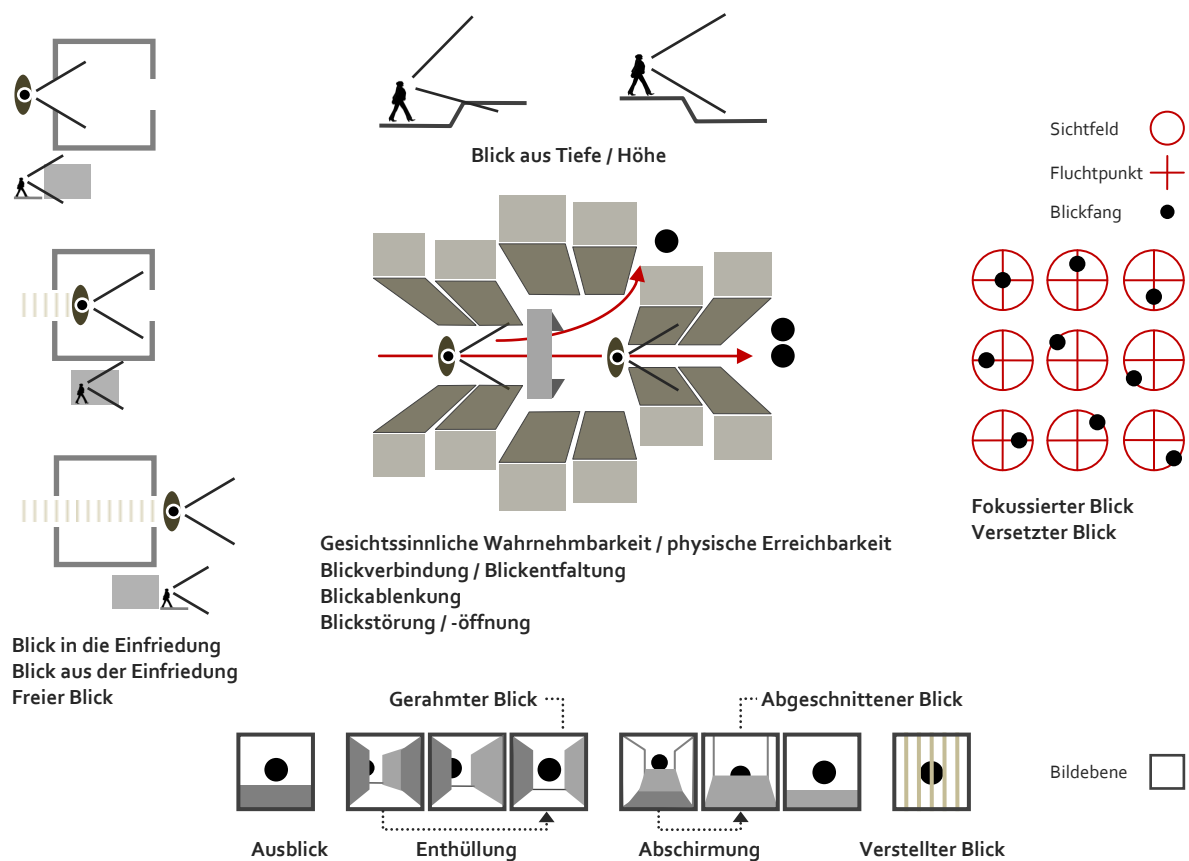 Blick aus Tiefe / Höhe
Sichtfeld
Fluchtpunkt
Blickfang
Fokussierter Blick
Versetzter Blick
Gesichtssinnliche Wahrnehmbarkeit / physische Erreichbarkeit
Blickverbindung / Blickentfaltung
Blickablenkung
Blickstörung / -öffnung
Blick in die Einfriedung
Blick aus der Einfriedung
Freier Blick
Gerahmter Blick
Abgeschnittener Blick
Bildebene
Ausblick
Enthüllung
Abschirmung
Verstellter Blick